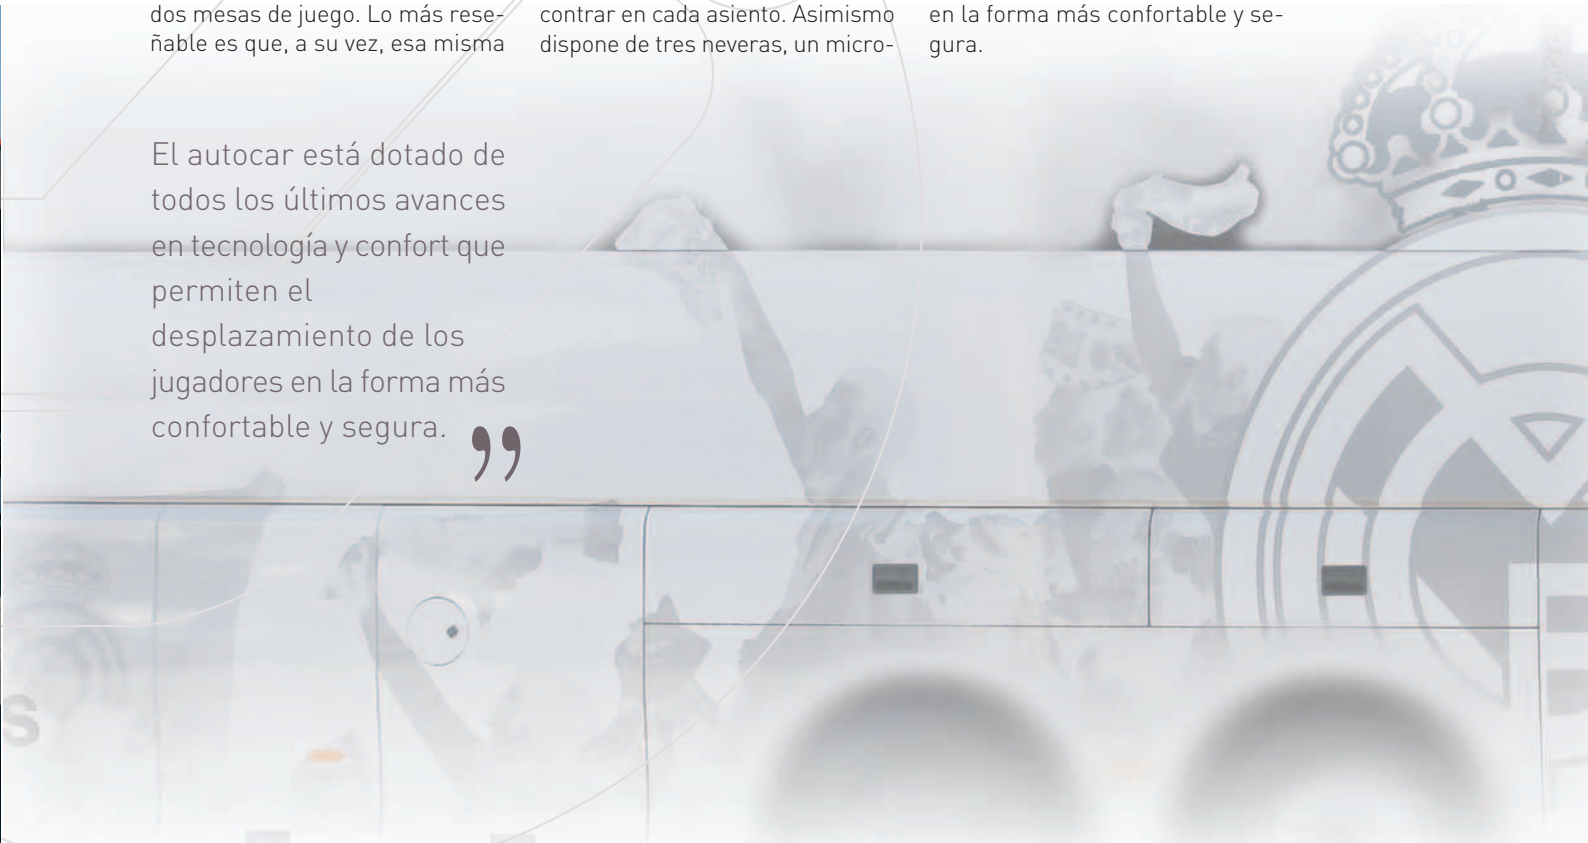 dos mesas de juego. Lo más rese-
ñable es que, a su vez, esa misma
contrar en cada asiento. Asimismo
dispone de tres neveras, un micro-
en la forma más confortable y se-
gura.
El autocar está dotado de
todos los últimos avances
en tecnología y confort que
permiten el
desplazamiento de los
jugadores en la forma más
confortable y segura. ”
S